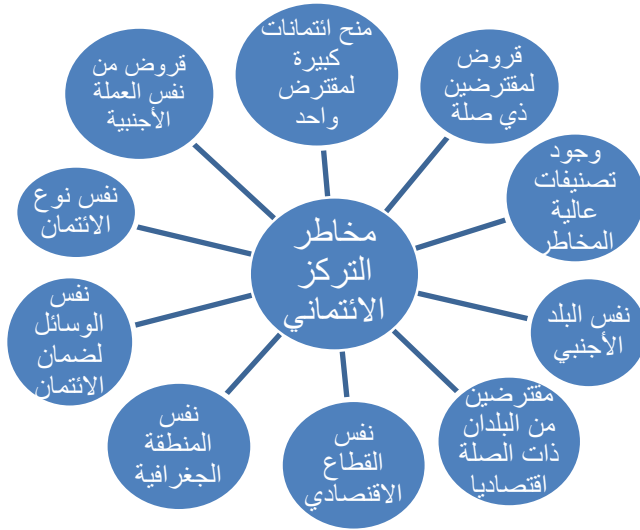 مخاطر
التركز
الائتماني
منح ائتمانات
كبيرة
لمقترض
واحد
قروض
لمقترضين
ذي صلة
وجود
تصنيفات
عالية
المخاطر
نفس البلد
الأجنبي
مقترضين
من البلدان
ذات الصلة
اقتصاديا
نفس
القطاع
الاقتصادي
نفس
المنطقة
الجغرافية
نفس
الوسائل
لضمان
الائتمان
نفس نوع
الائتمان
قروض من
نفس العملة
الأجنبية